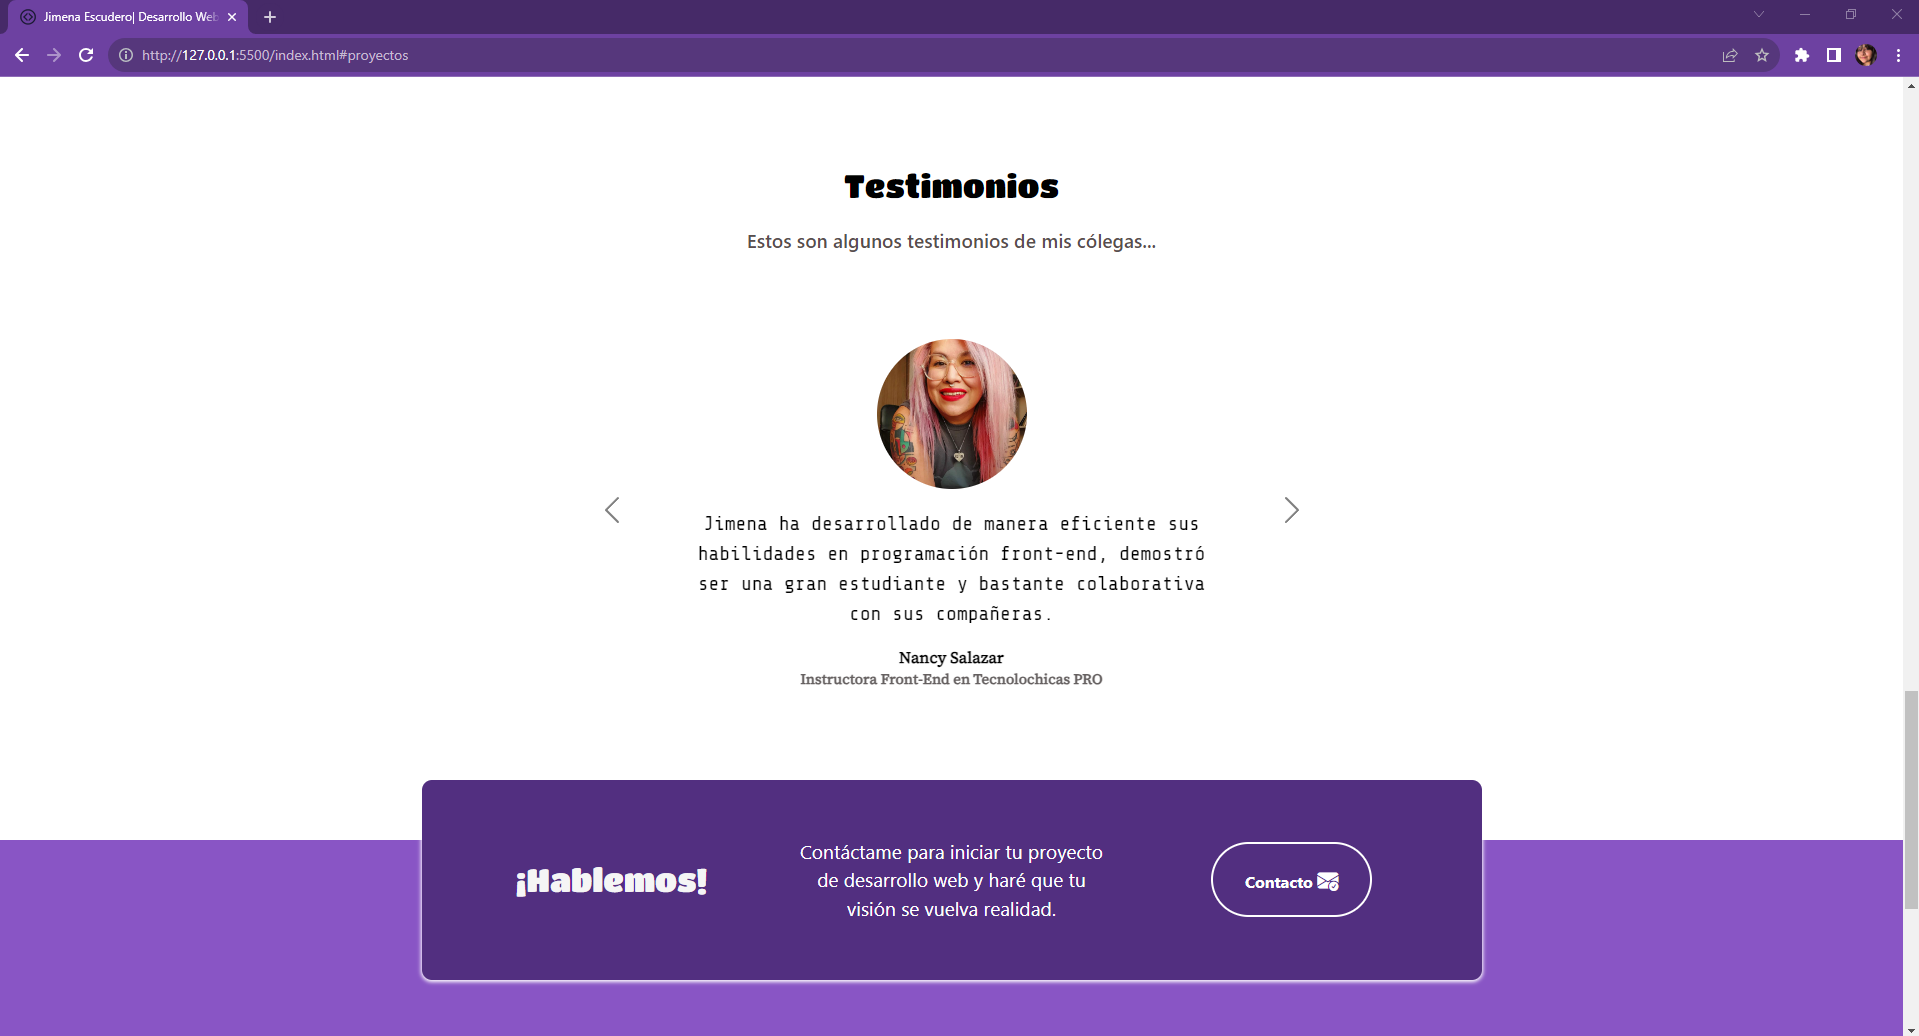 Jimena Escudero| Desarrollo Web
http://127.0.0.1:5500/index.html#proyectos
Testimonios
Estos son algunos testimonios de mis cólegas...
Jimena ha desarrollado de manera eficiente sus
habilidades en programación front-end, demostró
ser una gran estudiante y bastante colaborativa
con sus compañeras.
Nancy Salazar
Instructora Front-End en Tecnolochicas PRO
¡Hablemos!
Contáctame para iniciar tu proyecto
de desarrollo web y haré que tu
visión se vuelva realidad.
Contacto